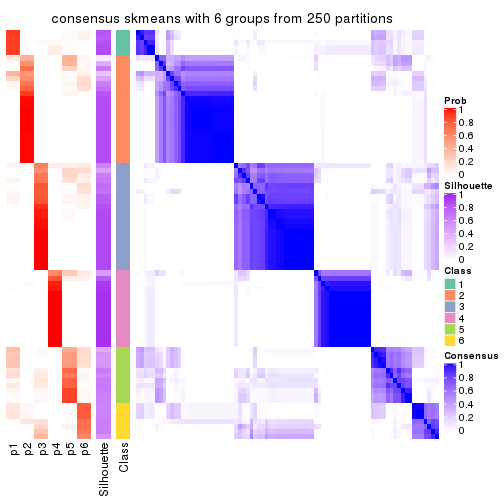 consensus skmeans with 6 groups from 250 partitions
Prob
1
0.8
0.6
0.4
0.2
0
Silhouette
1
0.8
0.6
0.4
0.2
0
Class
1
2
3
4
5
6
Consensus
1
0.8
0.6
0.4
0.2
0
p1
p2
p3
p4
p5
p6
Silhouette
Class